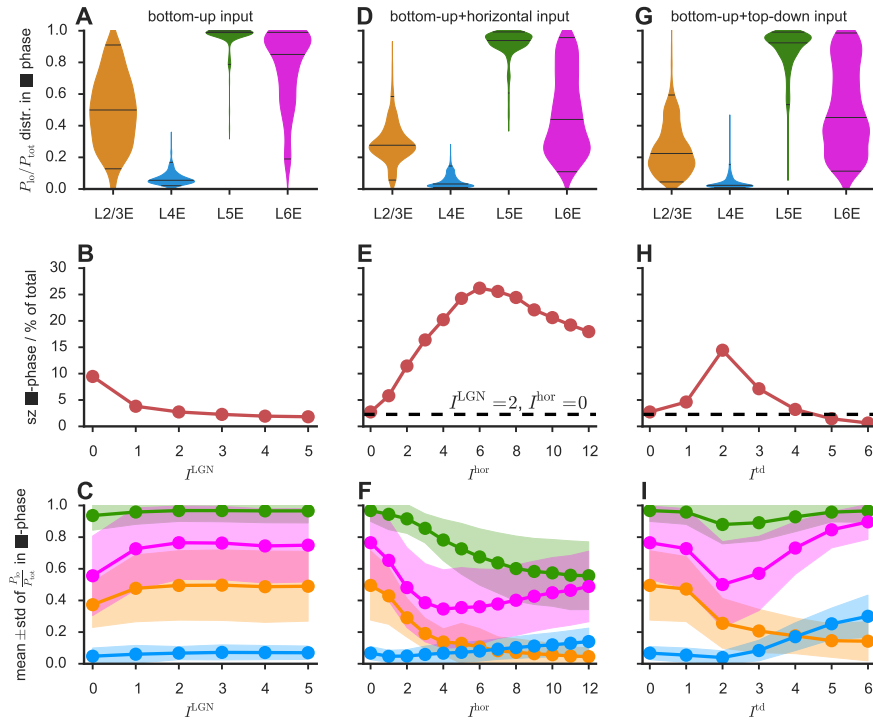 A bottom-up input
D bottom-up+horizontal input
G bottom-up+top-down input
P_lo/P_tot distr. in ■ phase
1.0
0.8
0.6
0.4
0.2
0.0
L2/3E L4E L5E L6E
L2/3E L4E L5E L6E
L2/3E L4E L5E L6E
B
E
H
sz ■-phase / % of total
30
25
20
15
10
5
0
I^LGN =2, I^hor =0
0 1 2 3 4 5
I^LGN
0 2 4 6 8 10 12
I^hor
0 1 2 3 4 5 6
I^td
C
F
I
mean ±std of P_lo/P_tot in ■-phase
1.0
0.8
0.6
0.4
0.2
0.0
0 1 2 3 4 5
I^LGN
0 2 4 6 8 10 12
I^hor
0 1 2 3 4 5 6
I^td